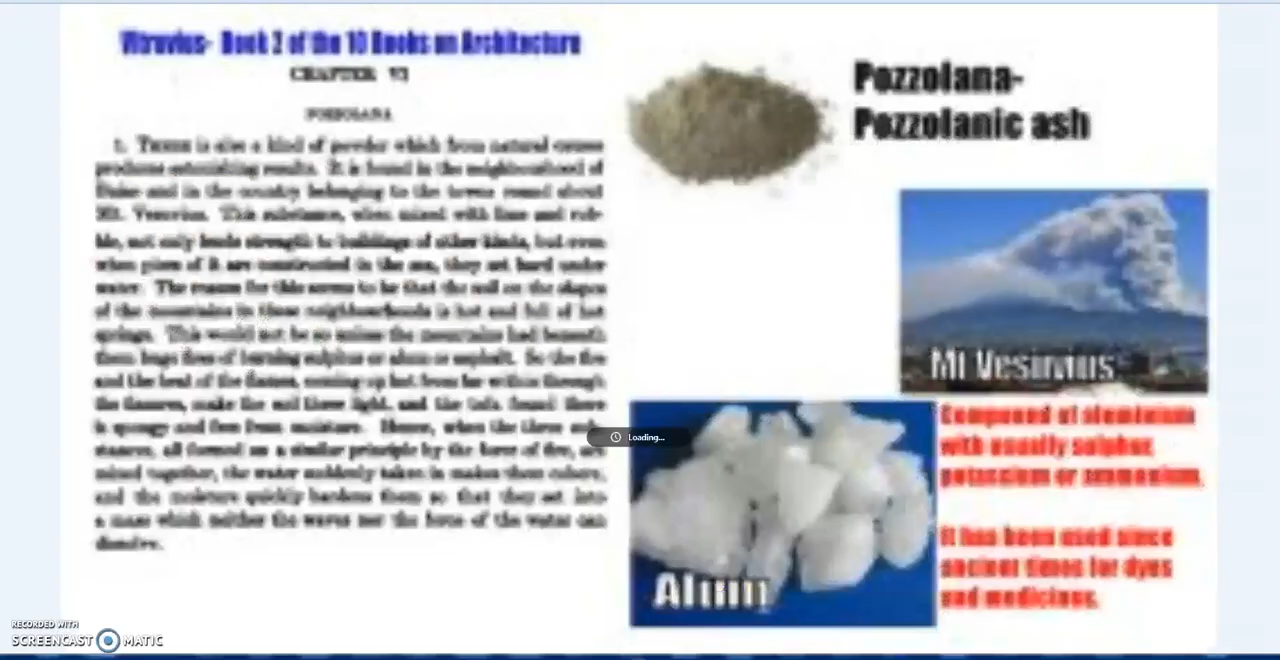 Vitruvius- Book 2 of the 10 Books on Architecture
CHAPTER VI
POZZOLANA
1. THERE is also a kind of powder which from natural causes
produces astonishing results. It is found in the neighbourhood of
Baiae and in the country belonging to the towns round about
Mt. Vesuvius. This substance, when mixed with lime and rub-
ble, not only lends strength to buildings of other kinds, but even
when piers of it are constructed in the sea, they set hard under
water. The reason for this seems to be that the soil on the slopes
of the mountains in these neighbourhoods is hot and full of hot
springs. This would not be so unless the mountains had beneath
them huge fires of burning sulphur or alum or asphalt. So the fire
and the heat of the flames, coming up hot from far within through
the fissures, make the soil there light, and the tufa found there
is spongy and free from moisture. Hence, when the three sub-
stances, all formed on a similar principle by the force of fire, are
mixed together, the water suddenly taken in makes them cohere,
and the moisture quickly hardens them so that they set into
a mass which neither the waves nor the force of the water can
dissolve.
Pozzolana-
Pozzolanic ash
Mt Vesuvius
Loading...
Alum
Composed of aluminium
with usually sulphur,
potassium or ammonium.
It has been used since
ancient times for dyes
and medicines.
RECORDED WITH
SCREENCAST MATIC